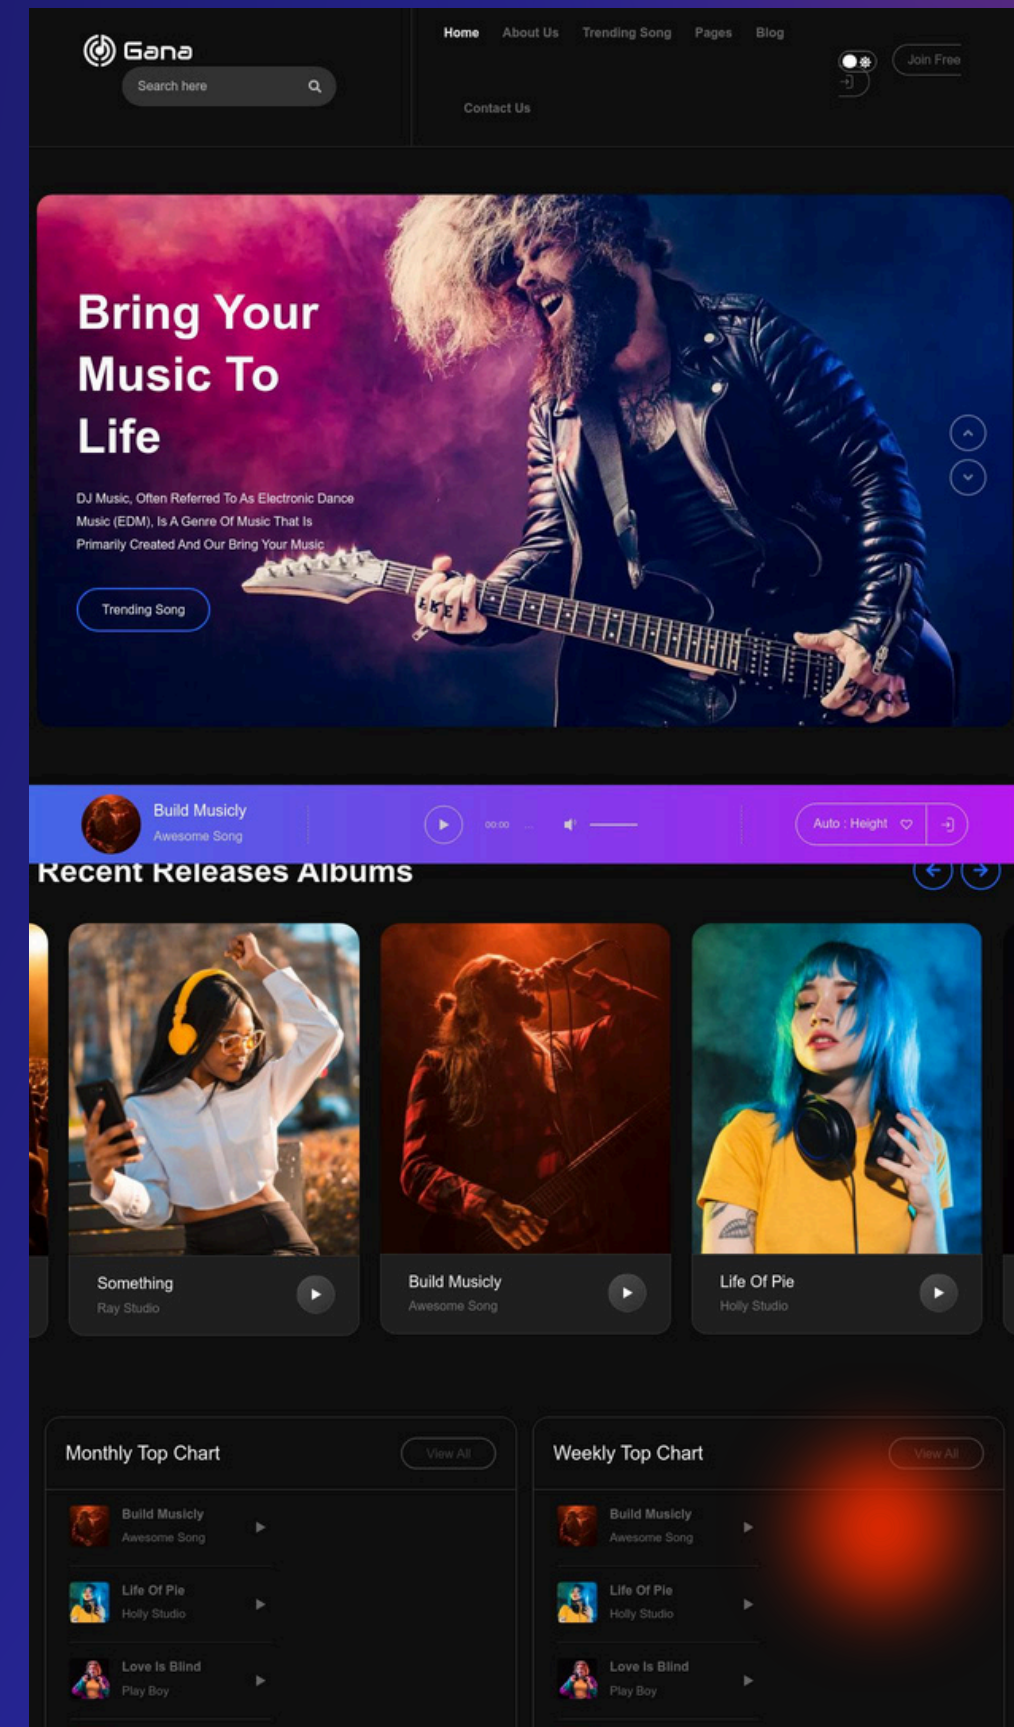 Gana
Search here
Home About Us Trending Song Pages Blog
Contact Us
Join Free
Bring Your
Music To
Life
DJ Music, Often Referred To As Electronic Dance
Music (EDM), Is A Genre Of Music That Is
Primarily Created And Our Bring Your Music
Trending Song
Build Musicly
Awesome Song
00:00 ...
Auto : Height
Recent Releases Albums
Something
Ray Studio
Build Musicly
Awesome Song
Life Of Pie
Holly Studio
Monthly Top Chart
View All
Build Musicly
Awesome Song
Life Of Pie
Holly Studio
Love Is Blind
Play Boy
Weekly Top Chart
View All
Build Musicly
Awesome Song
Life Of Pie
Holly Studio
Love Is Blind
Play Boy